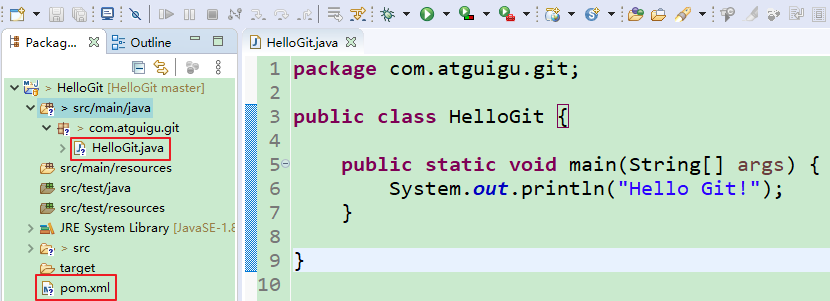 Packag...
Outline
HelloGit [HelloGit master]
> src/main/java
> com.atguigu.git
HelloGit.java
src/main/resources
src/test/java
src/test/resources
JRE System Library [JavaSE-1.8
> src
target
pom.xml
HelloGit.java
1 package com.atguigu.git;
2
3 public class HelloGit {
4
5 public static void main(String[] args) {
6 System.out.println("Hello Git!");
7 }
8
9 }
10